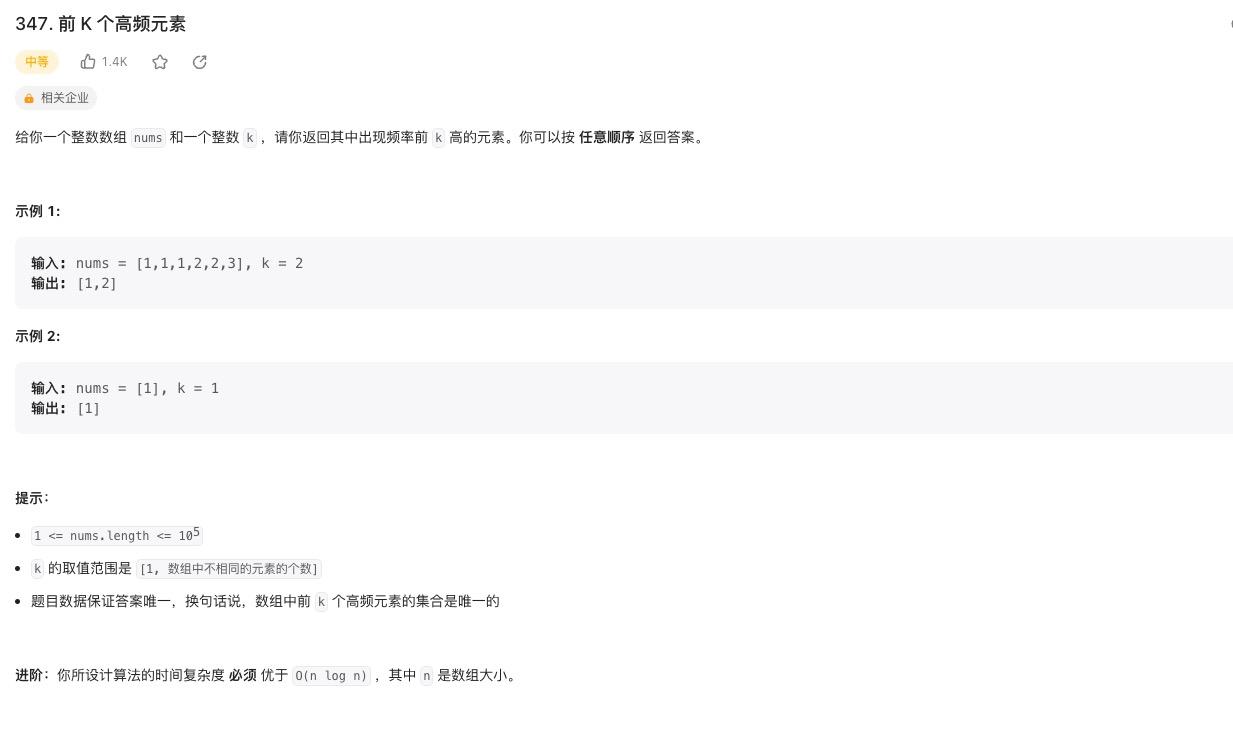 347. 前 K 个高频元素
中等 1.4K
相关企业
给你一个整数数组 nums 和一个整数 k ，请你返回其中出现频率前 k 高的元素。你可以按 任意顺序 返回答案。
示例 1:
输入: nums = [1,1,1,2,2,3], k = 2
输出: [1,2]
示例 2:
输入: nums = [1], k = 1
输出: [1]
提示：
1 <= nums.length <= 10⁵
k 的取值范围是 [1, 数组中不相同的元素的个数]
题目数据保证答案唯一，换句话说，数组中前 k 个高频元素的集合是唯一的
进阶：你所设计算法的时间复杂度 必须 优于 O(n log n) ，其中 n 是数组大小。